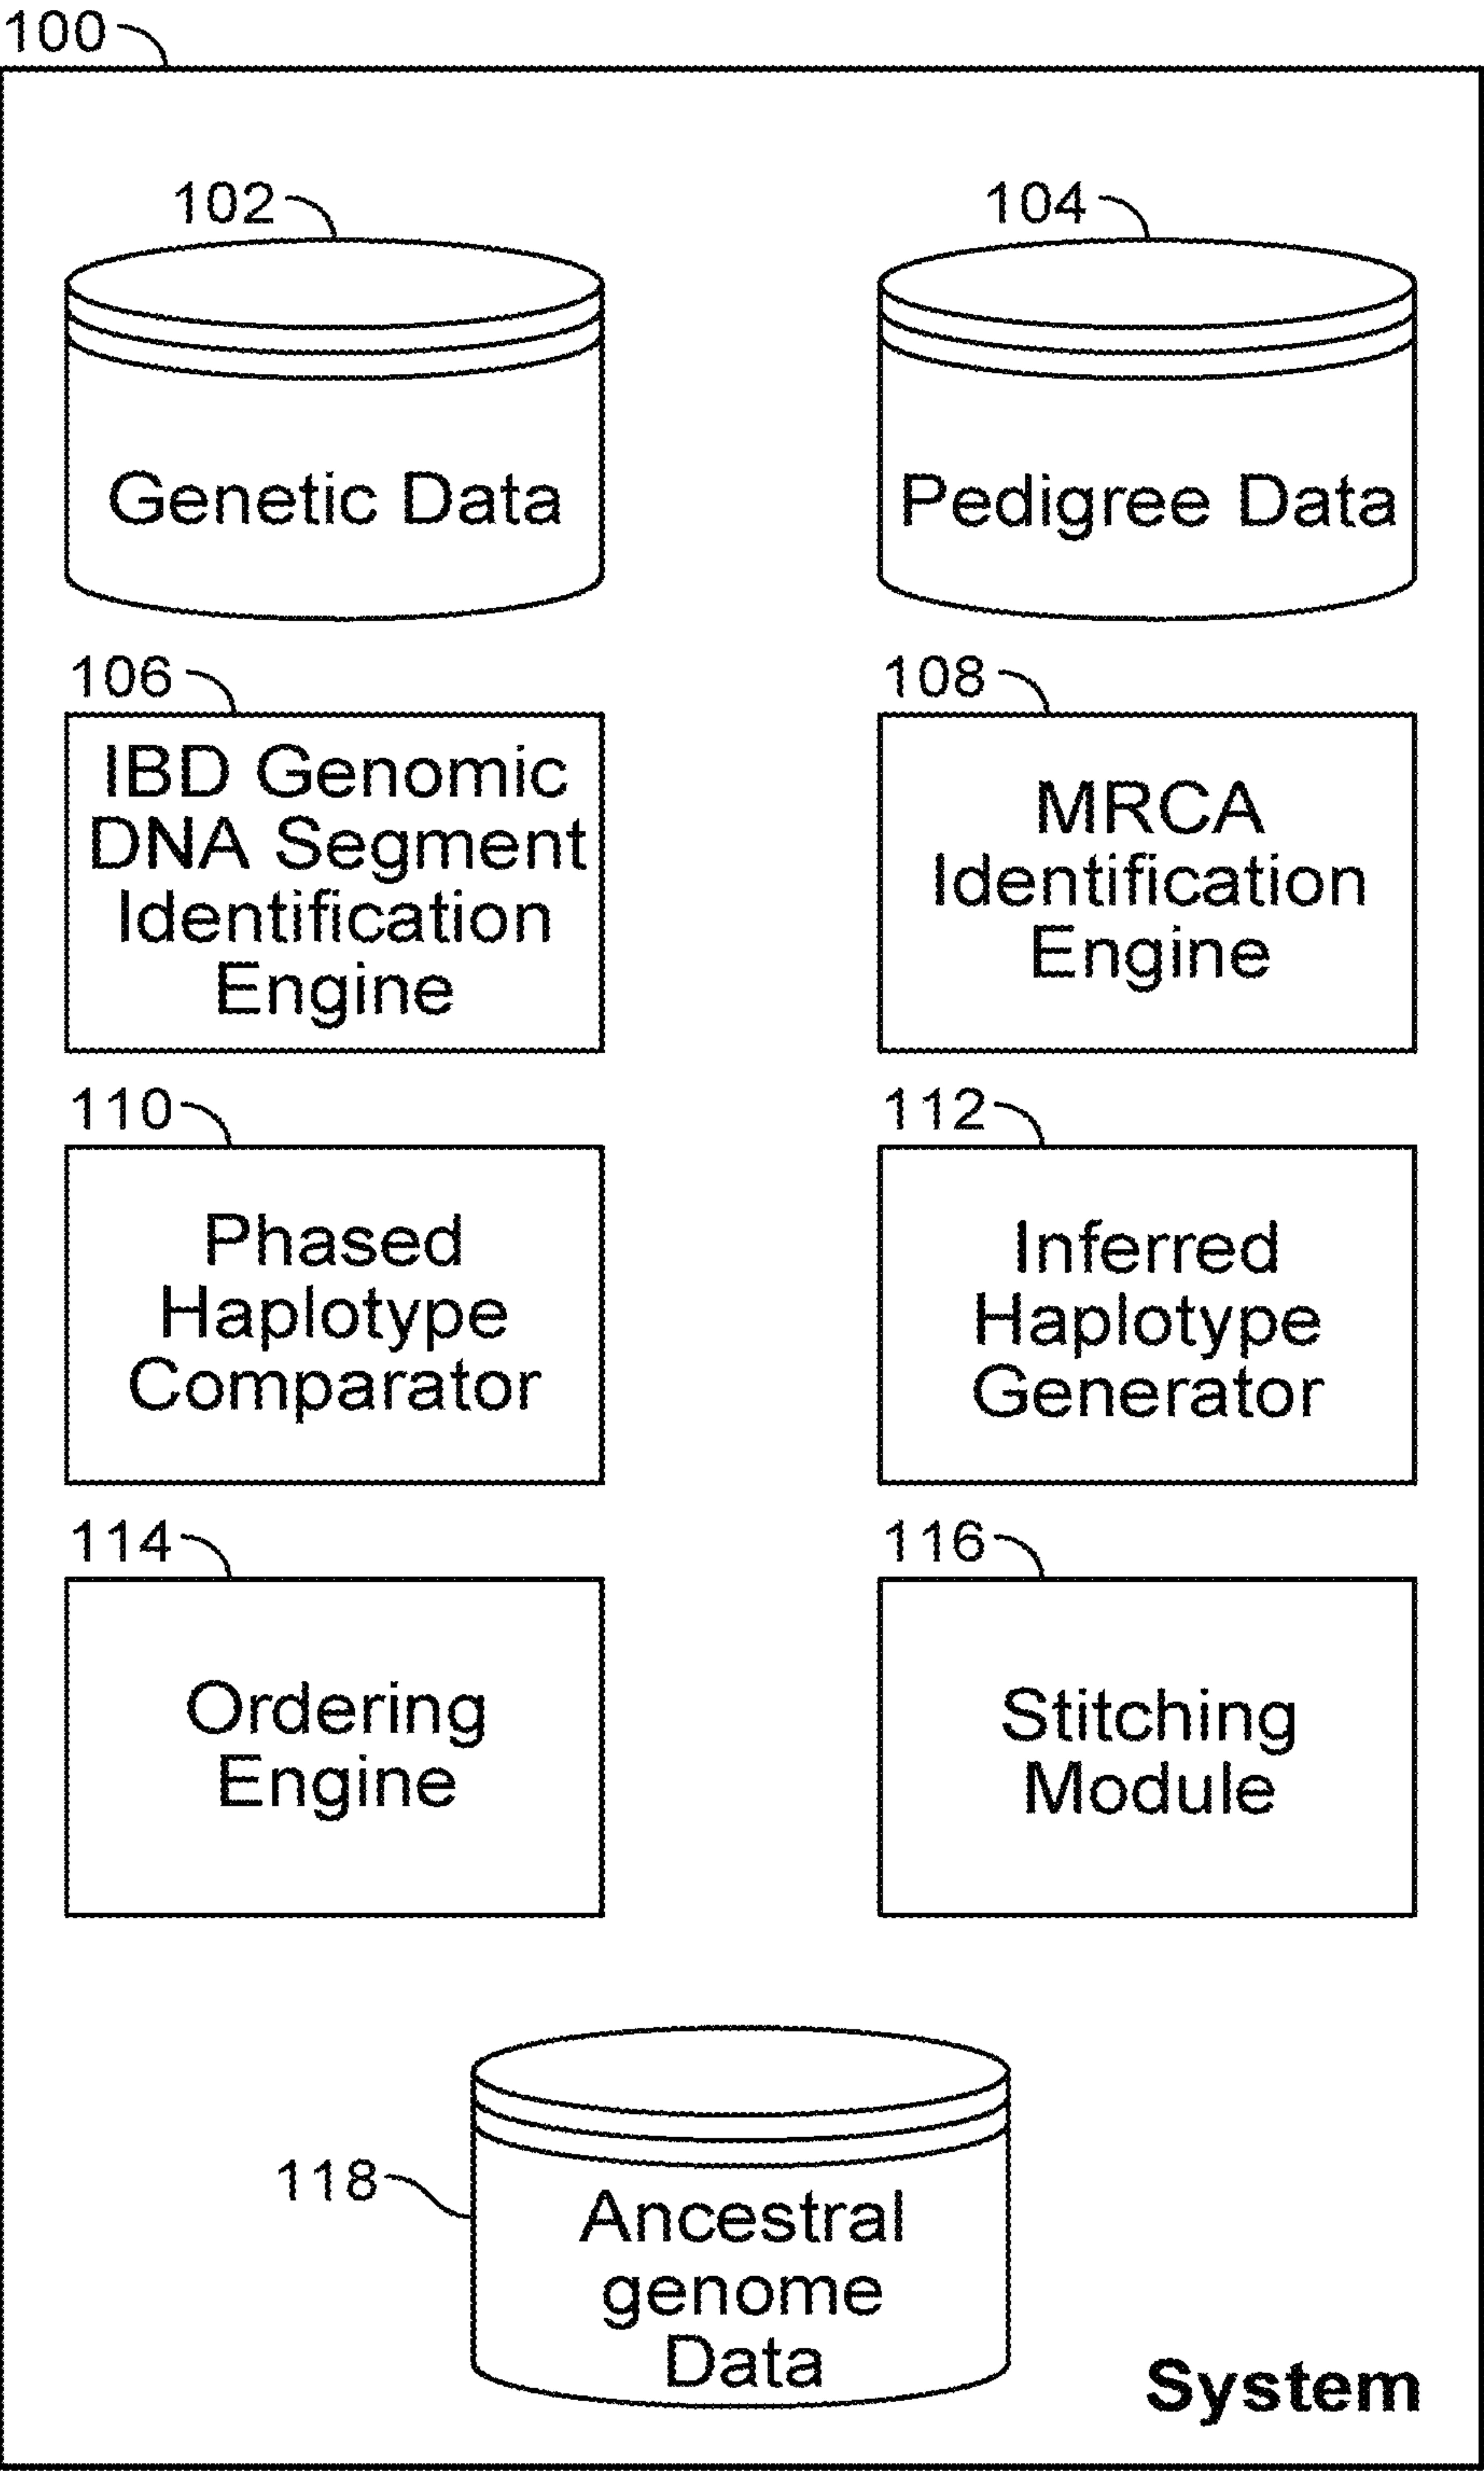 100
102
104
Genetic Data
Pedigree Data
106
108
IBD Genomic
DNA Segment
Identification
Engine
MRCA
Identification
Engine
110
112
Phased
Haplotype
Comparator
Inferred
Haplotype
Generator
114
116
Ordering
Engine
Stitching
Module
118
Ancestral
genome
Data
System